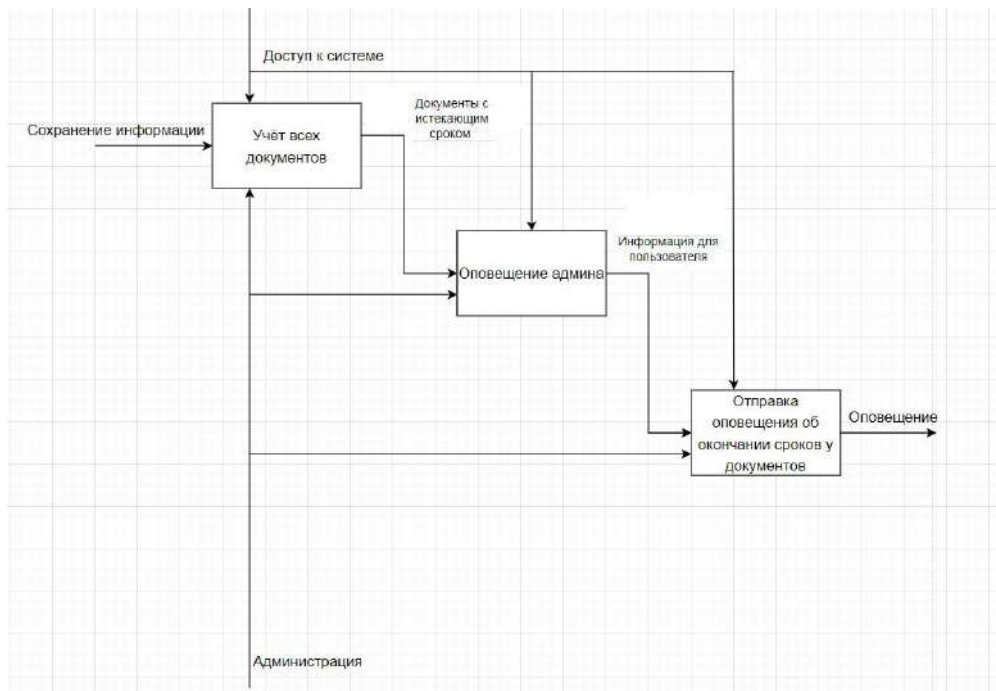 Доступ к системе
Документы с
истекающим
сроком
Сохранение информации
Учёт всех
документов
Информация для
пользователя
Оповещение админа
Отправка
оповещения об
окончании сроков у
документов
Оповещение
Администрация